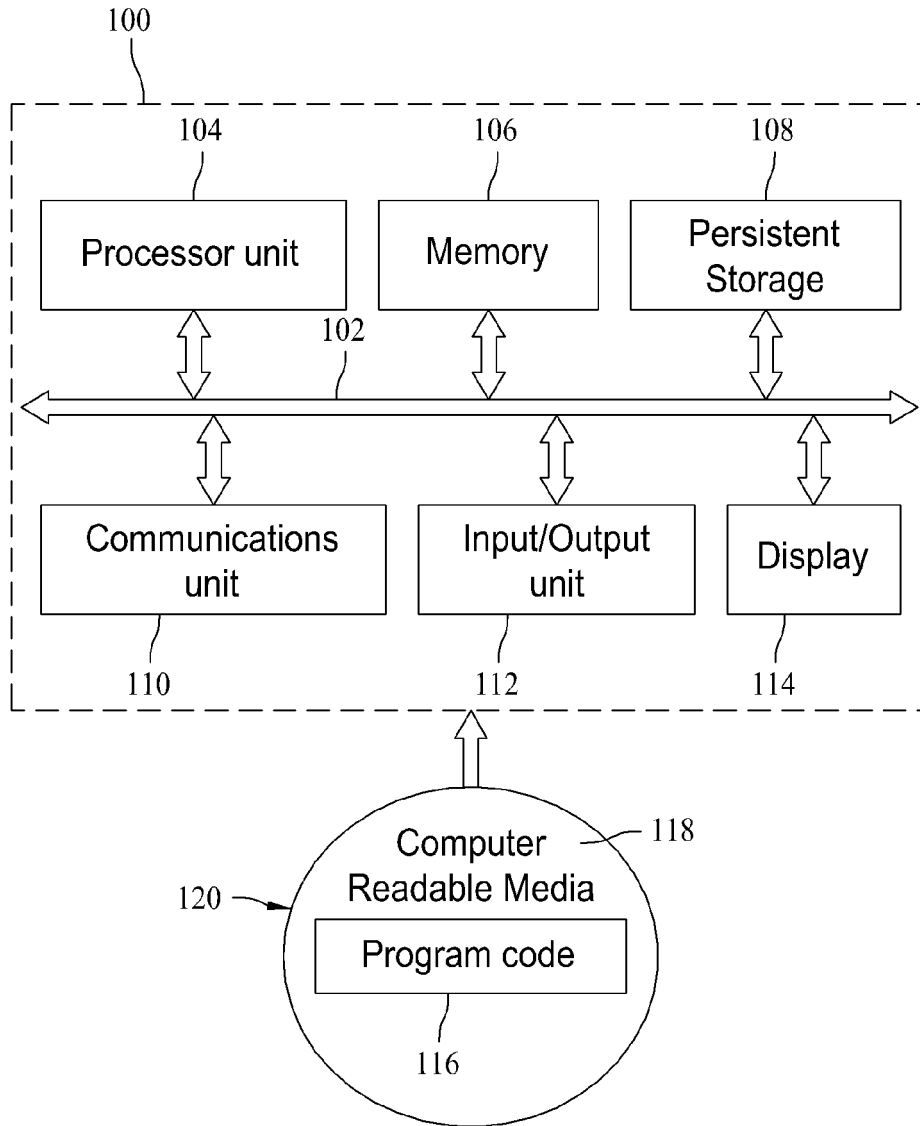 100
104
106
108
Processor unit
Memory
Persistent
Storage
102
Communications
unit
Input/Output
unit
Display
110
112
114
118
Computer
Readable Media
120
Program code
116